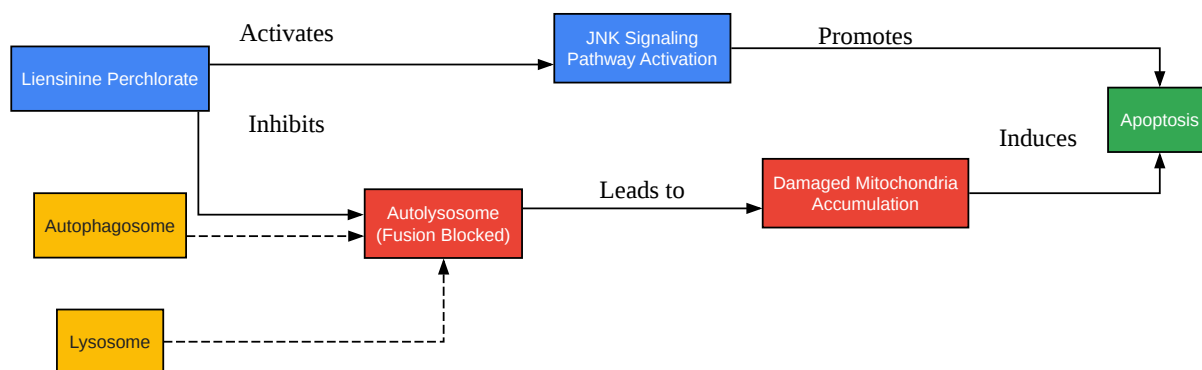 Activates
JNK Signaling
Pathway Activation
Promotes
Liensinine Perchlorate
Apoptosis
Inhibits
Induces
Leads to
Damaged Mitochondria
Accumulation
Autophagosome
Autolysosome
(Fusion Blocked)
Lysosome